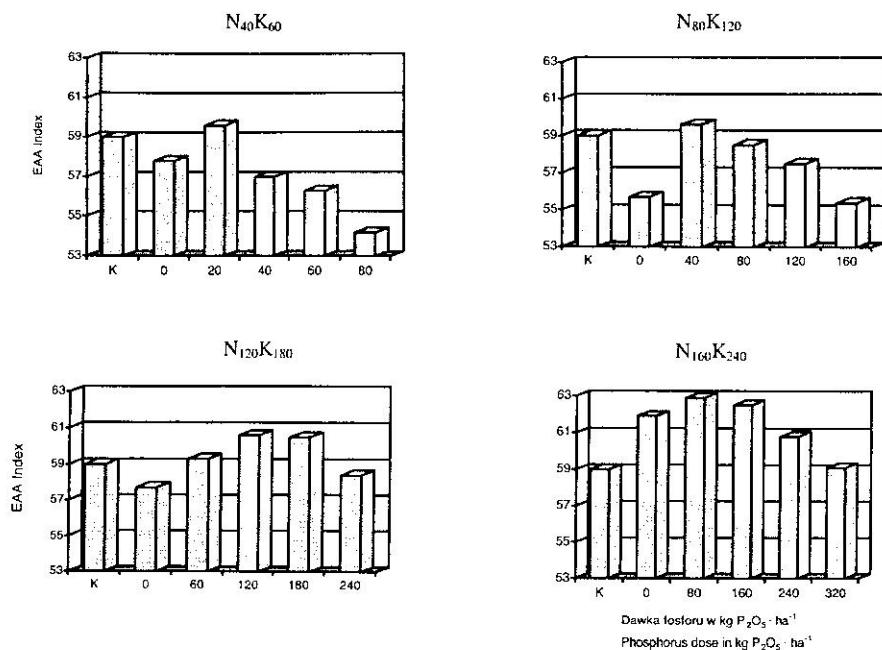 N₄₀K₆₀
EAA Index
63
61
59
57
55
53
K 0 20 40 60 80
N₈₀K₁₂₀
63
61
59
57
55
53
K 0 40 80 120 160
N₁₂₀K₁₈₀
EAA Index
63
61
59
57
55
53
K 0 60 120 180 240
N₁₆₀K₂₄₀
63
61
59
57
55
53
K 0 80 160 240 320
Dawka fosforu w kg P₂O₅ · ha⁻¹
Phosphorus dose in kg P₂O₅ · ha⁻¹